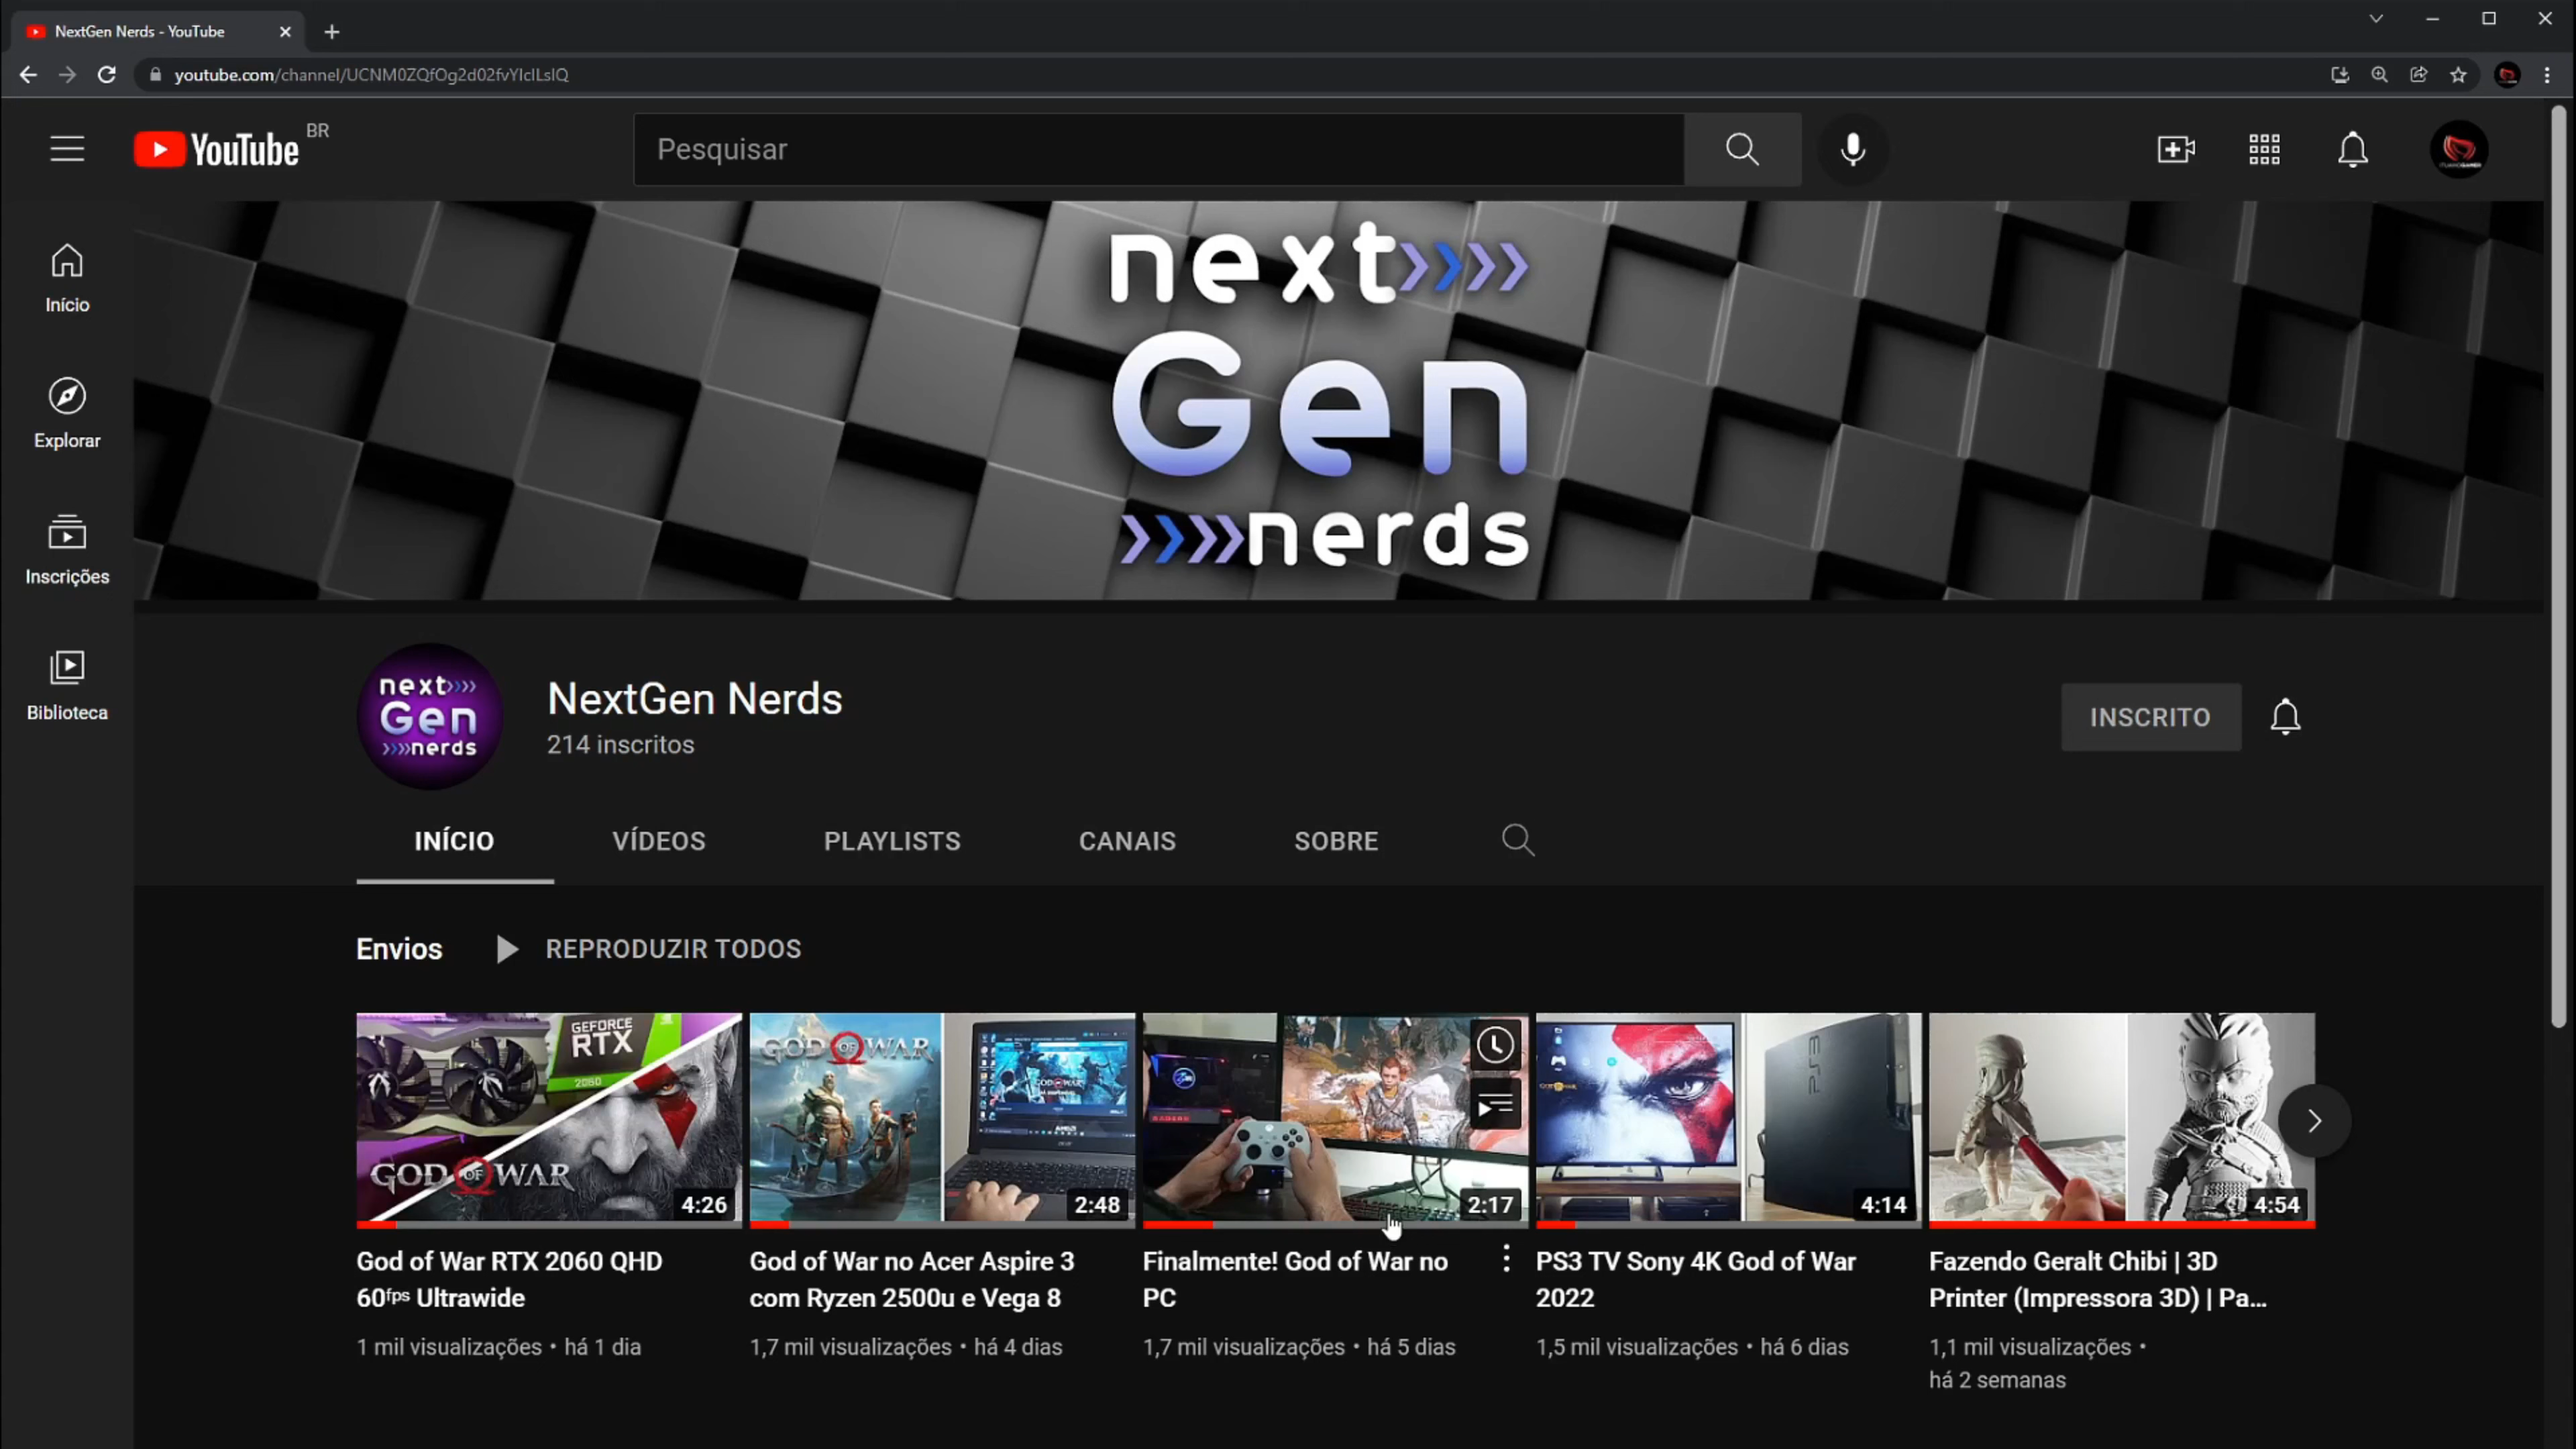 NextGen Nerds - YouTube
youtube.com/channel/UCNM0ZQfOg2d02fvYIcILsIQ
YouTube BR
Pesquisar
Início
Explorar
Inscrições
Biblioteca
next
Gen
nerds
next
Gen
nerds
NextGen Nerds
214 inscritos
INSCRITO
INÍCIO
VÍDEOS
PLAYLISTS
CANAIS
SOBRE
Envios
REPRODUZIR TODOS
GEFORCE
RTX
2060
GOD OF WAR
4:26
God of War RTX 2060 QHD
60ᶠᵖˢ Ultrawide
1 mil visualizações • há 1 dia
GOD OF WAR
2:48
God of War no Acer Aspire 3
com Ryzen 2500u e Vega 8
1,7 mil visualizações • há 4 dias
2:17
Finalmente! God of War no
PC
1,7 mil visualizações • há 5 dias
PS3
4:14
PS3 TV Sony 4K God of War
2022
1,5 mil visualizações • há 6 dias
4:54
Fazendo Geralt Chibi | 3D
Printer (Impressora 3D) | Pa...
1,1 mil visualizações •
há 2 semanas